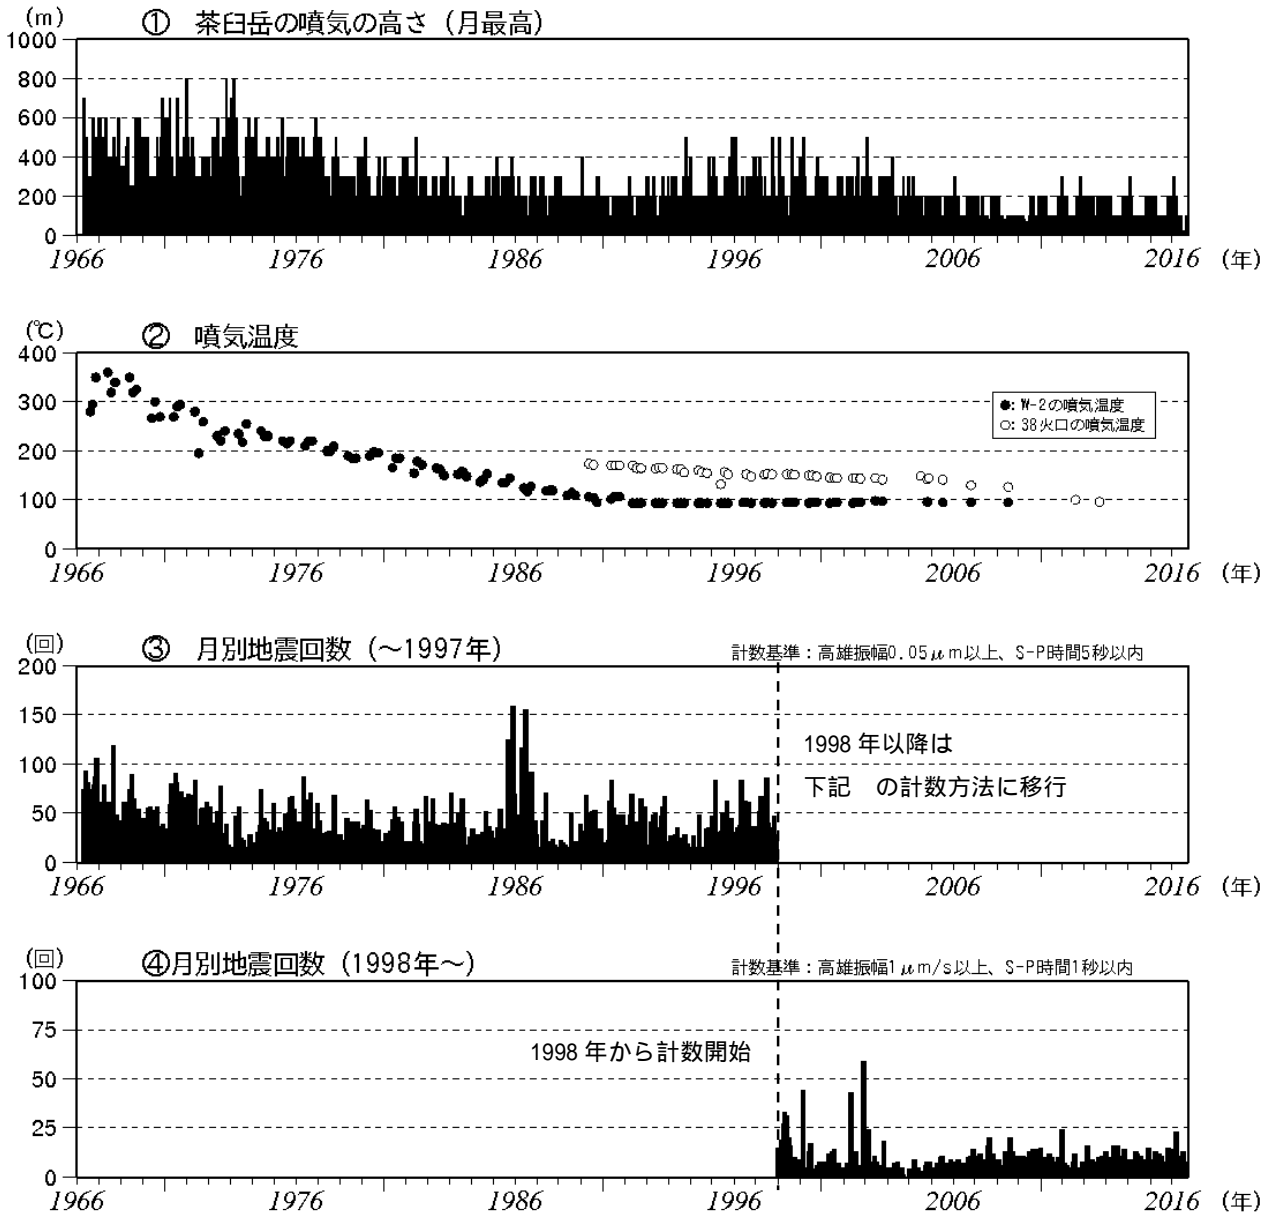 (m)
① 茶臼岳の噴気の高さ（月最高）
1000
800
600
400
200
0
1966 1976 1986 1996 2006 2016 (年)
(℃)
② 噴気温度
400
300
200
100
0
●: W-2の噴気温度
○: 38火口の噴気温度
1966 1976 1986 1996 2006 2016 (年)
(回)
③ 月別地震回数（～1997年）
計数基準：高雄振幅0.05μm以上、S-P時間5秒以内
200
150
100
50
0
1998 年以降は
下記　の計数方法に移行
1966 1976 1986 1996 2006 2016 (年)
(回)
④月別地震回数（1998年～）
計数基準：高雄振幅1μm/s以上、S-P時間1秒以内
100
75
50
25
0
1998 年から計数開始
1966 1976 1986 1996 2006 2016 (年)